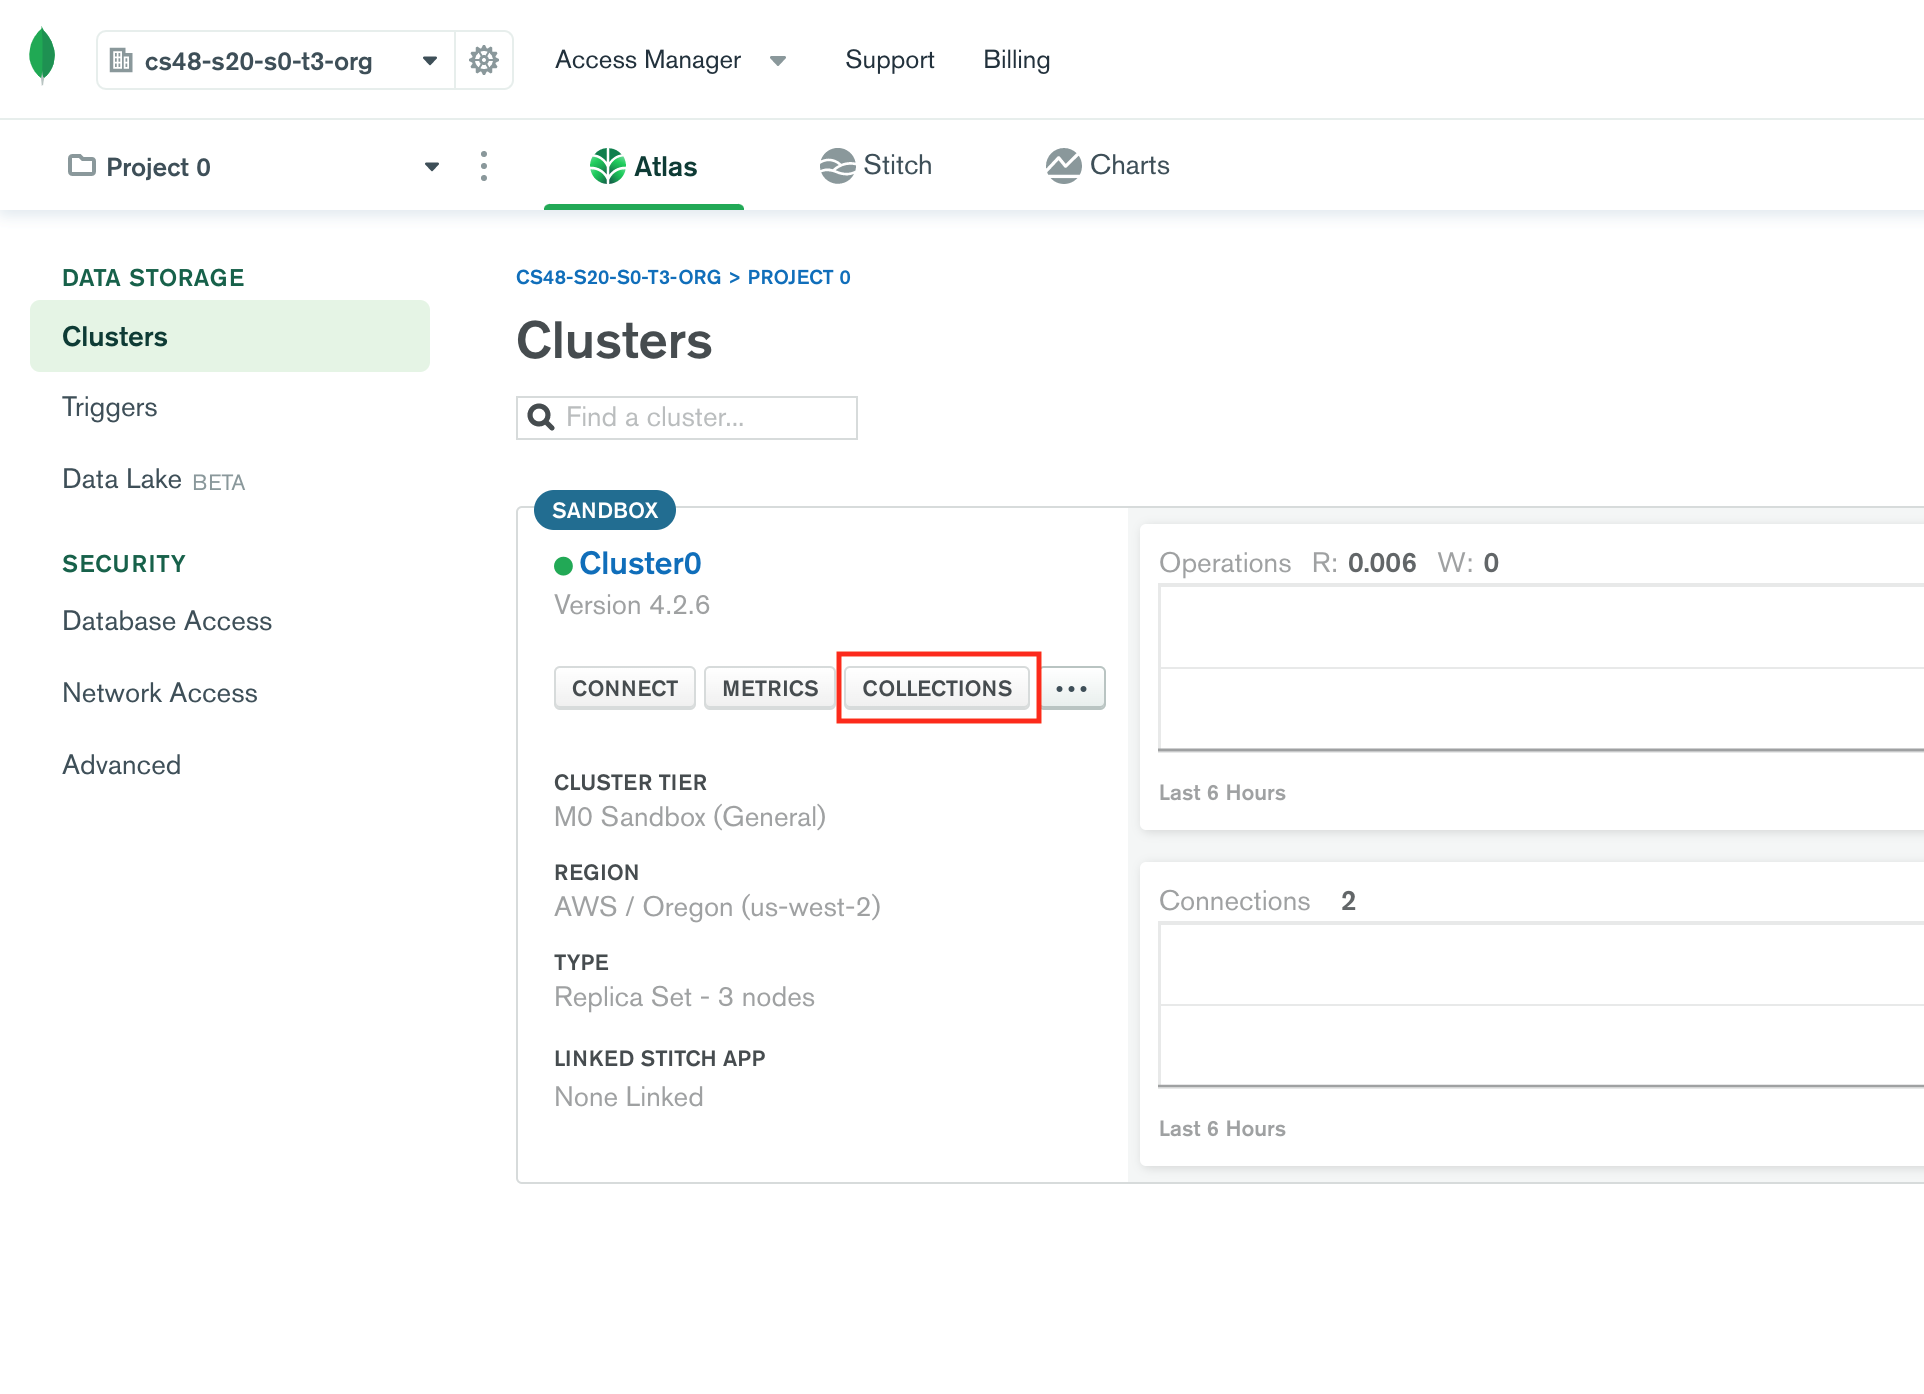 cs48-s20-s0-t3-org
Access Manager
Support
Billing
Project 0
Atlas
Stitch
Charts
DATA STORAGE
Clusters
Triggers
Data Lake BETA
SECURITY
Database Access
Network Access
Advanced
CS48-S20-S0-T3-ORG > PROJECT 0
Clusters
Find a cluster...
SANDBOX
Cluster0
Version 4.2.6
CONNECT
METRICS
COLLECTIONS
...
CLUSTER TIER
M0 Sandbox (General)
REGION
AWS / Oregon (us-west-2)
TYPE
Replica Set - 3 nodes
LINKED STITCH APP
None Linked
Operations R: 0.006 W: 0
Last 6 Hours
Connections 2
Last 6 Hours